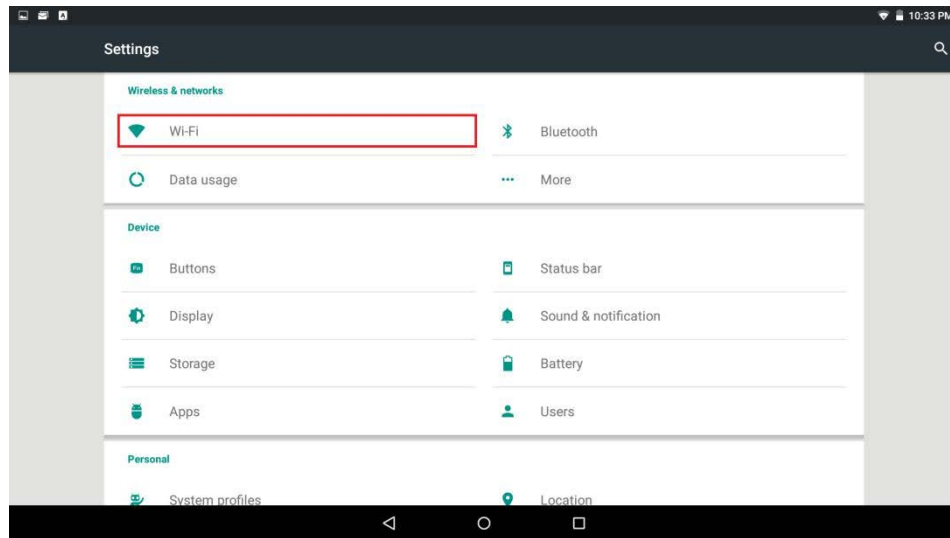 10:33 PM
Settings
Wireless & networks
Wi-Fi
Bluetooth
Data usage
More
Device
Buttons
Status bar
Display
Sound & notification
Storage
Battery
Apps
Users
Personal
System profiles
Location